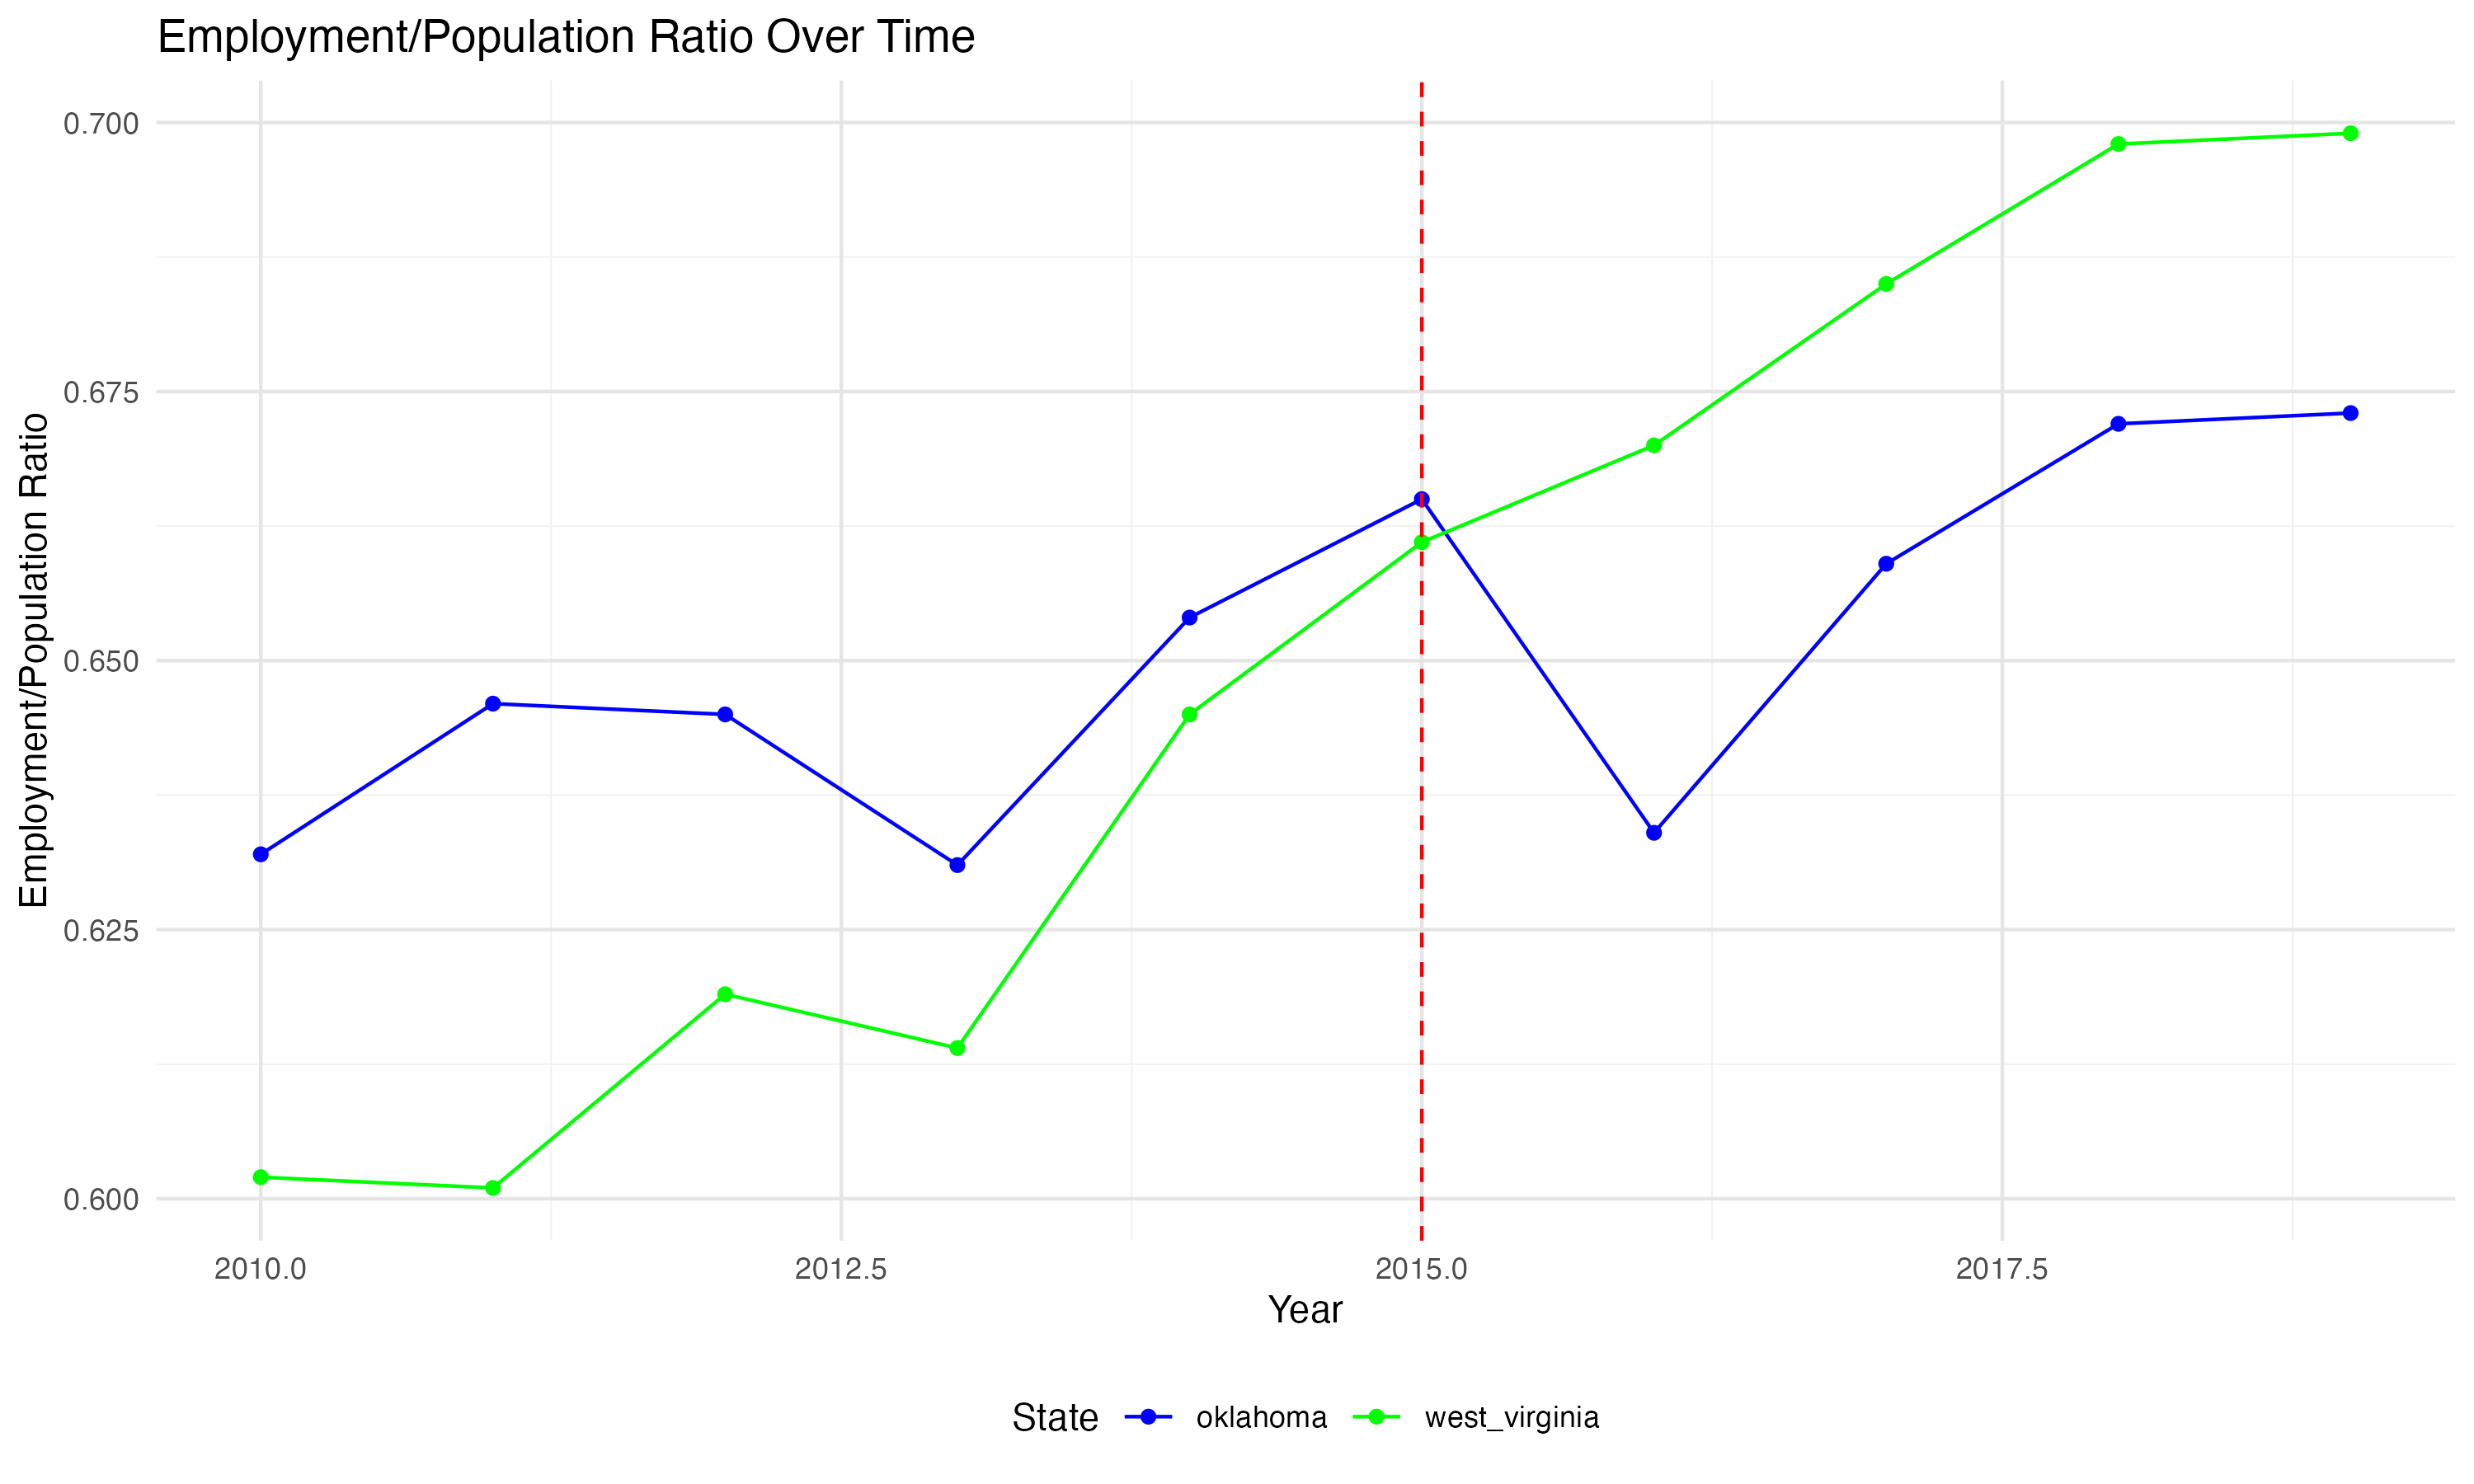 Employment/Population Ratio Over Time
Employment/Population Ratio
0.700
0.675
0.650
0.625
0.600
2010.0 2012.5 2015.0 2017.5
Year
State oklahoma west_virginia